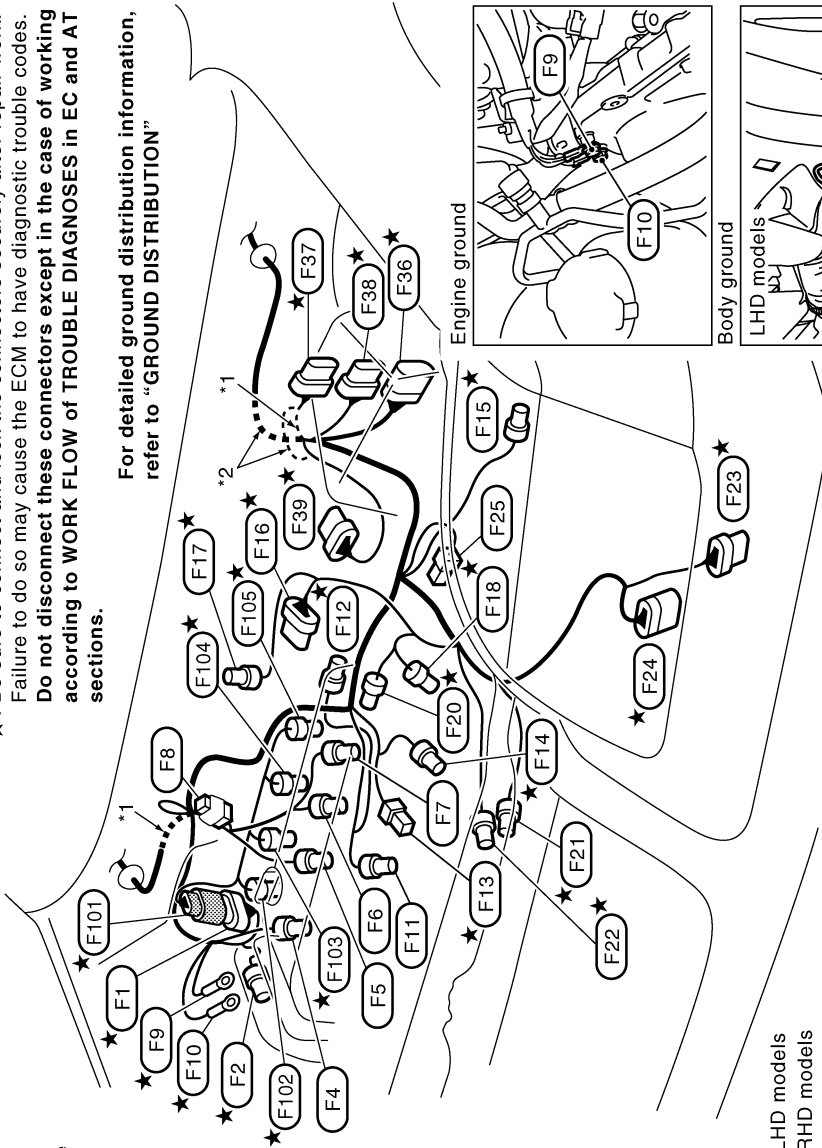 Failure to do so may cause the ECM to have diagnostic trouble codes.
Do not disconnect these connectors except in the case of working
according to WORK FLOW of TROUBLE DIAGNOSES in EC and AT
sections.
For detailed ground distribution information,
refer to “GROUND DISTRIBUTION”
*1
*2
★ F37
★ F38
★ F36
★ F39
★ F16
★ F17
★ F105
★ F104
★ F12
F8
*1
★ F101
★ F1
★ F9
★ F10
★ F2
★ F102
F4
★ F103
F5
F6
F11
★ F13
F7
★ F14
★ F20
★ F18
F25
★ F15
★ F21
★ F22
★ F24
★ F23
Engine ground
F9
F10
Body ground
LHD models
LHD models
RHD models